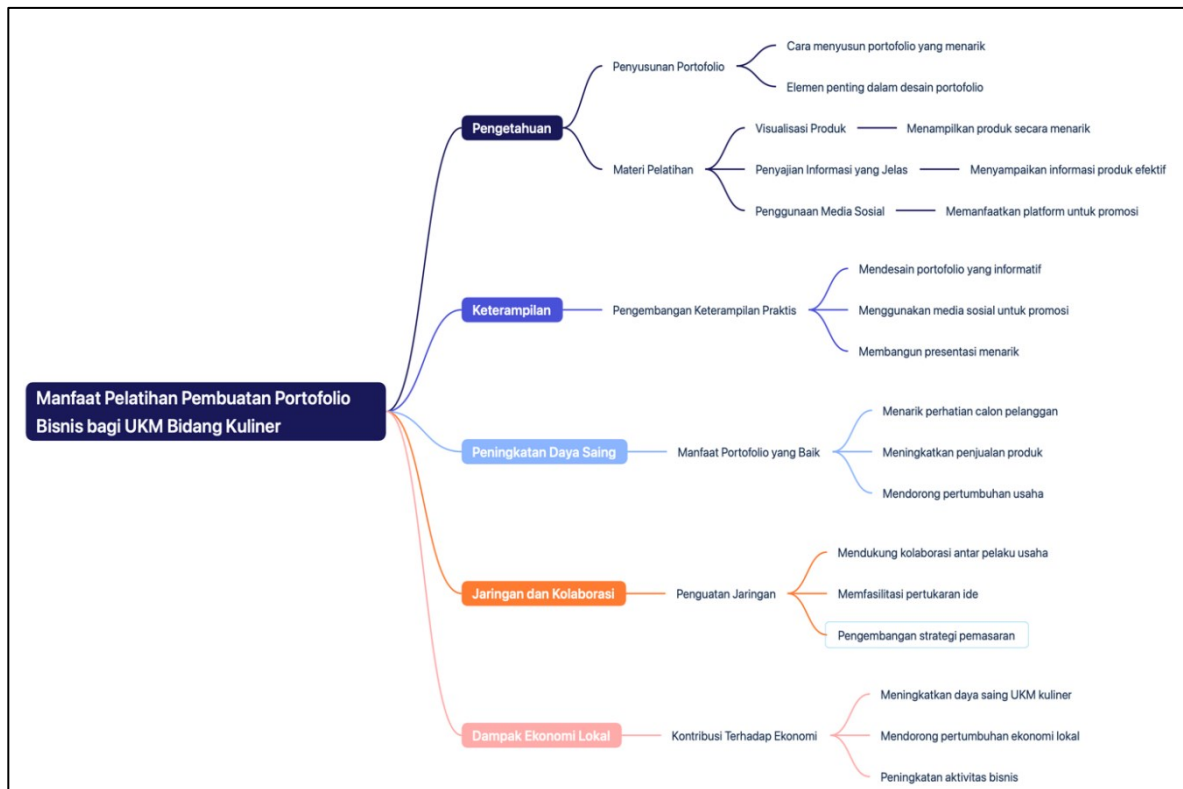 Manfaat Pelatihan Pembuatan Portofolio
Bisnis bagi UKM Bidang Kuliner
Pengetahuan
Penyusunan Portofolio
Cara menyusun portofolio yang menarik
Elemen penting dalam desain portofolio
Materi Pelatihan
Visualisasi Produk
Menampilkan produk secara menarik
Penyajian Informasi yang Jelas
Menyampaikan informasi produk efektif
Penggunaan Media Sosial
Memanfaatkan platform untuk promosi
Keterampilan
Pengembangan Keterampilan Praktis
Mendesain portofolio yang informatif
Menggunakan media sosial untuk promosi
Membangun presentasi menarik
Peningkatan Daya Saing
Manfaat Portofolio yang Baik
Menarik perhatian calon pelanggan
Meningkatkan penjualan produk
Mendorong pertumbuhan usaha
Jaringan dan Kolaborasi
Penguatan Jaringan
Mendukung kolaborasi antar pelaku usaha
Memfasilitasi pertukaran ide
Pengembangan strategi pemasaran
Dampak Ekonomi Lokal
Kontribusi Terhadap Ekonomi
Meningkatkan daya saing UKM kuliner
Mendorong pertumbuhan ekonomi lokal
Peningkatan aktivitas bisnis